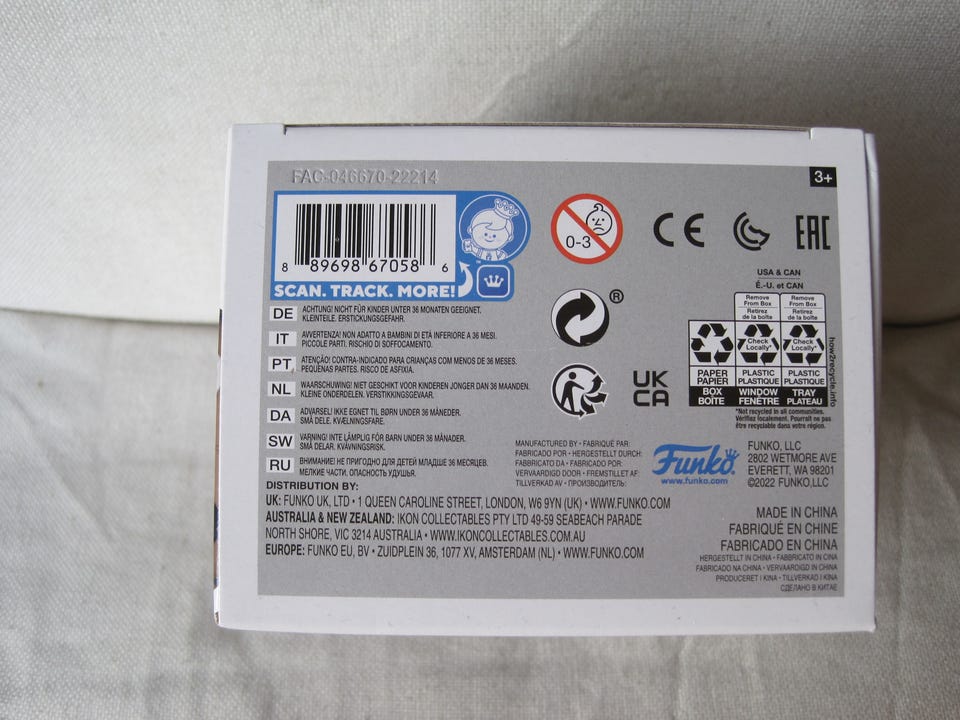 FAC-046670-22214
3+
8 89698 67058 6
SCAN. TRACK. MORE!
0-3
CE
EAC
®
UK
CA
USA & CAN
É.-U. et CAN
Remove From Box
Retirez de la boîte
Remove From Box
Retirez de la boîte
Check Locally*
Check Locally*
PAPER
PAPIER
PLASTIC
PLASTIQUE
PLASTIC
PLASTIQUE
BOX
BOÎTE
WINDOW
FENÊTRE
TRAY
PLATEAU
how2recycle.info
*Not recycled in all communities.
Vérifiez localement. Pourrait ne pas
être recyclable dans votre région.
DE ACHTUNG! NICHT FÜR KINDER UNTER 36 MONATEN GEEIGNET.
KLEINTEILE. ERSTICKUNGSGEFAHR.
IT AVVERTENZA! NON ADATTO A BAMBINI DI ETÀ INFERIORE A 36 MESI.
PICCOLE PARTI. RISCHIO DI SOFFOCAMENTO.
PT ATENÇÃO! CONTRA-INDICADO PARA CRIANÇAS COM MENOS DE 36 MESES.
PEQUENAS PARTES. RISCO DE ASFIXIA.
NL WAARSCHUWING! NIET GESCHIKT VOOR KINDEREN JONGER DAN 36 MAANDEN.
KLEINE ONDERDELEN. VERSTIKKINGSGEVAAR.
DA ADVARSEL! IKKE EGNET TIL BØRN UNDER 36 MÅNEDER.
SMÅ DELE. KVÆLNINGSFARE.
SW VARNING! INTE LÄMPLIG FÖR BARN UNDER 36 MÅNADER.
SMÅ DELAR. KVÄVNINGSRISK.
RU ВНИМАНИЕ! НЕ ПРИГОДНО ДЛЯ ДЕТЕЙ МЛАДШЕ 36 МЕСЯЦЕВ.
МЕЛКИЕ ЧАСТИ. ОПАСНОСТЬ УДУШЬЯ.
MANUFACTURED BY • FABRIQUÉ PAR:
FABRICADO POR • HERGESTELLT DURCH:
FABBRICATO DA • FABRICADO POR:
VERVAARDIGD DOOR • FREMSTILLET AF:
TILLVERKAD AV • ПРОИЗВОДИТЕЛЬ:
Funko
www.funko.com
FUNKO, LLC
2802 WETMORE AVE
EVERETT, WA 98201
©2022 FUNKO,LLC
DISTRIBUTION BY:
UK: FUNKO UK, LTD • 1 QUEEN CAROLINE STREET, LONDON, W6 9YN (UK) • WWW.FUNKO.COM
AUSTRALIA & NEW ZEALAND: IKON COLLECTABLES PTY LTD 49-59 SEABEACH PARADE
NORTH SHORE, VIC 3214 AUSTRALIA • WWW.IKONCOLLECTABLES.COM.AU
EUROPE: FUNKO EU, BV • ZUIDPLEIN 36, 1077 XV, AMSTERDAM (NL) • WWW.FUNKO.COM
MADE IN CHINA
FABRIQUÉ EN CHINE
FABRICADO EN CHINA
HERGESTELLT IN CHINA • FABBRICATO IN CINA
FABRICADO NA CHINA • VERVAARDIGD IN CHINA
PRODUCERET I KINA • TILLVERKAD I KINA
СДЕЛАНО В КИТАЕ